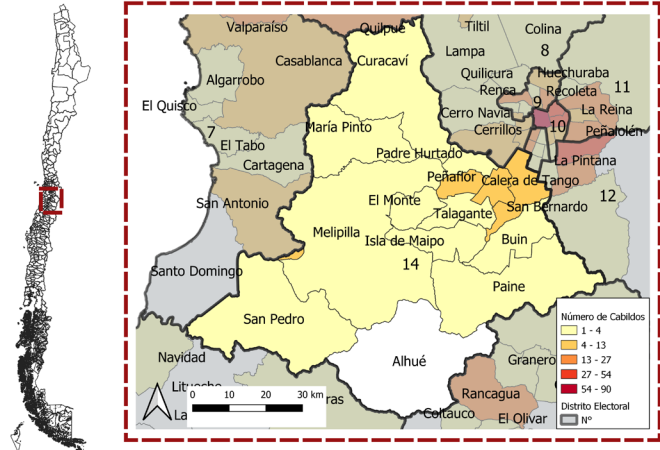 Valparaíso
Quilpué
Tiltil
Colina
Casablanca
Curacaví
Lampa
8
Algarrobo
Quilicura
Huechuraba
11
El Quisco
Renca
Recoleta
9
La Reina
7
Cerro Navia
10
María Pinto
Cerrillos
Peñalolén
El Tabo
Padre Hurtado
La Pintana
Cartagena
Peñaflor
Calera de Tango
San Antonio
El Monte
12
Talagante
San Bernardo
Melipilla
Isla de Maipo
Buin
14
Santo Domingo
Paine
San Pedro
Número de Cabildos
1 - 4
4 - 13
13 - 27
27 - 54
54 - 90
Distrito Electoral
N°
Navidad
Alhué
Granero
Litueche
Rancagua
0 10 20 30 km
La
ras
Coltauco
El Olivar